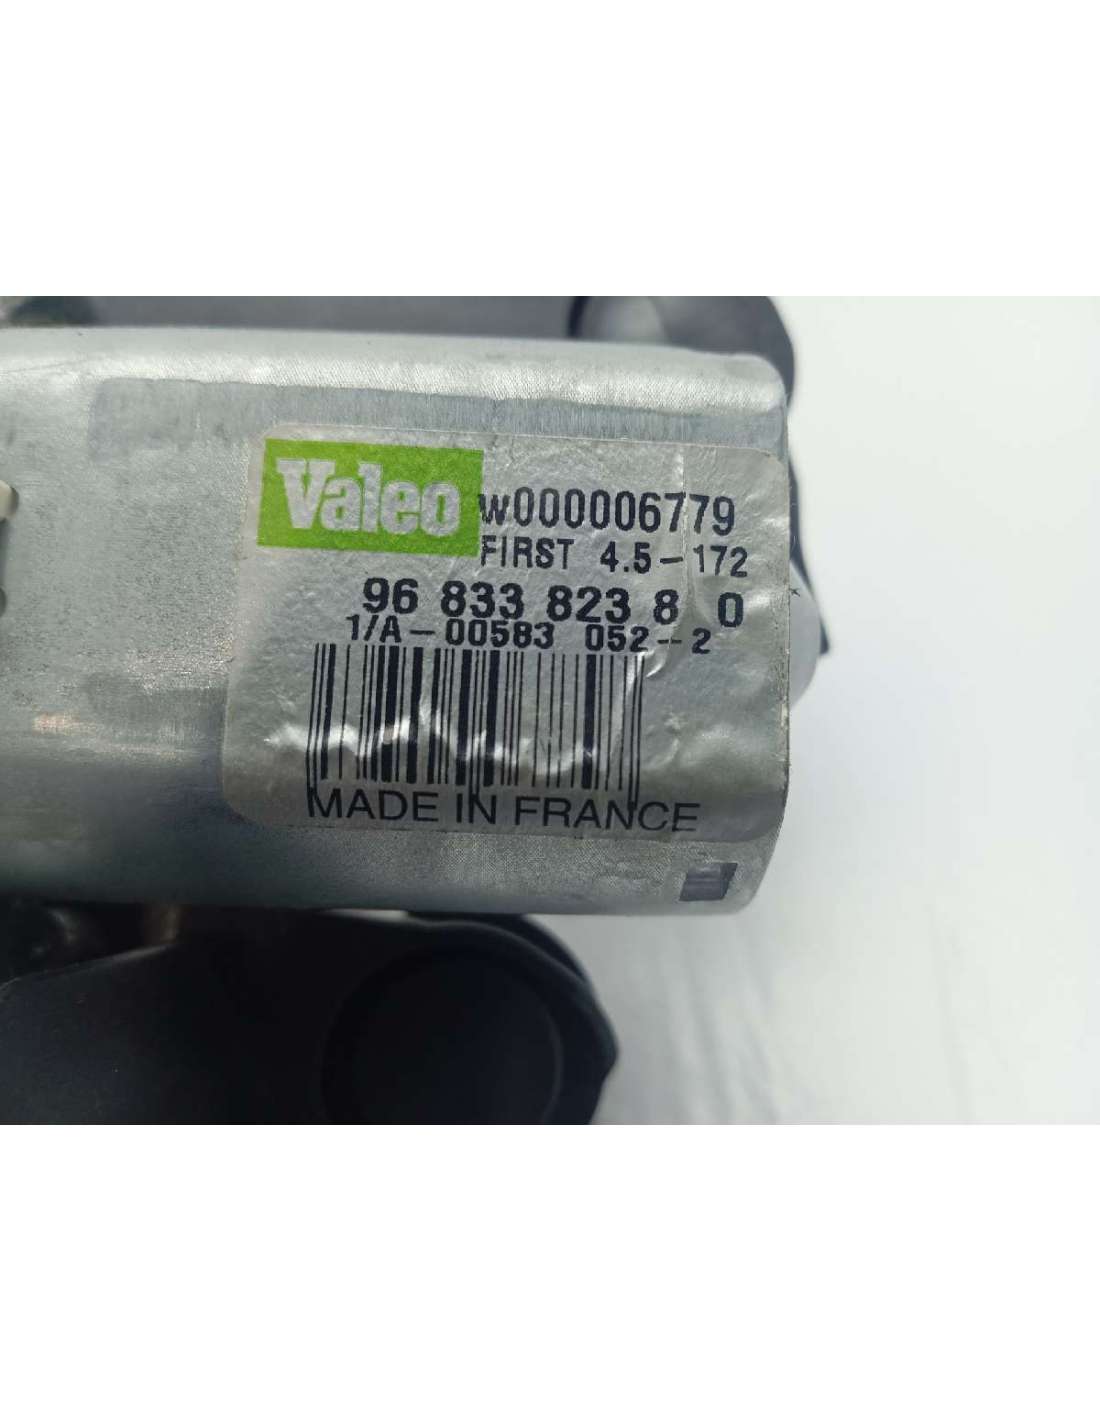 Valeo
W000006779
FIRST 4.5-172
96 833 823 8 0
1/A-00583 052-2
MADE IN FRANCE